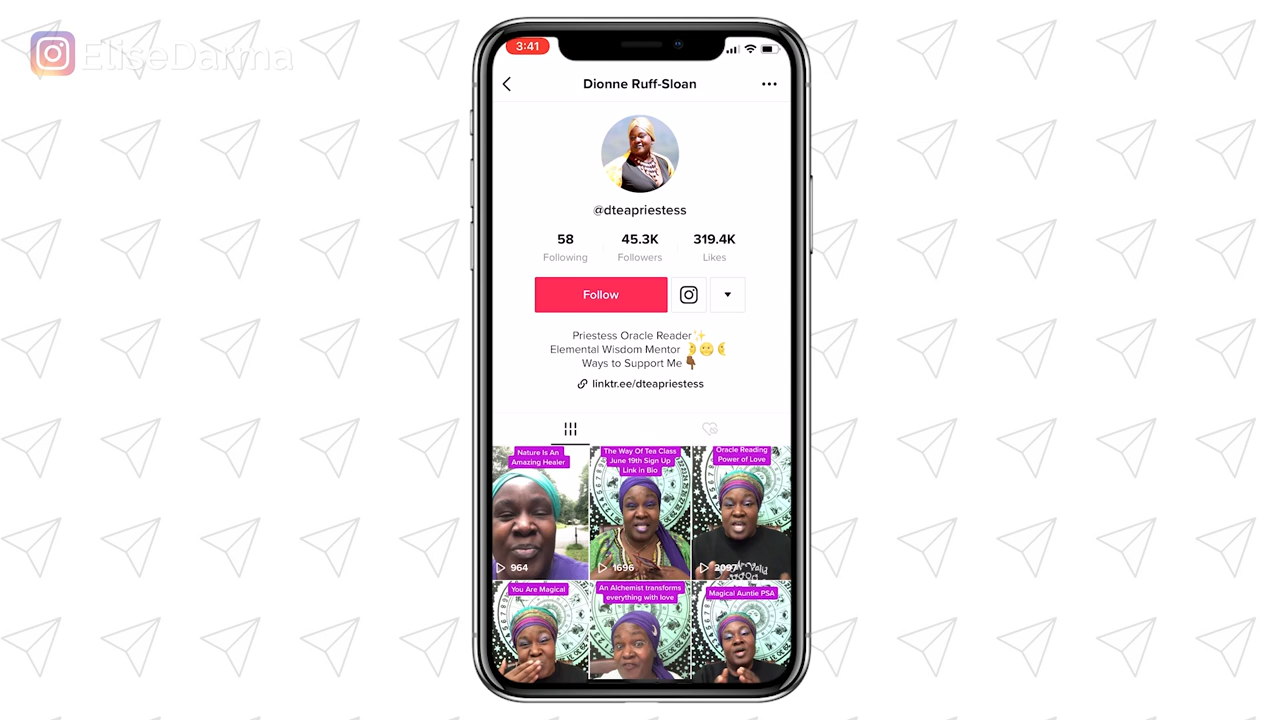 EliseDarma
3:41
Dionne Ruff-Sloan
@dteapriestess
58
45.3K
319.4K
Following
Followers
Likes
Follow
Priestess Oracle Reader✨
Elemental Wisdom Mentor 🌛🌝🌜
Ways to Support Me 👇🏾
linktr.ee/dteapriestess
Nature Is An
Amazing Healer
964
The Way Of Tea Class
June 19th Sign Up
Link in Bio
1696
Oracle Reading
Power of Love
2097
You Are Magical
An Alchemist transforms
everything with love
Magical Auntie PSA